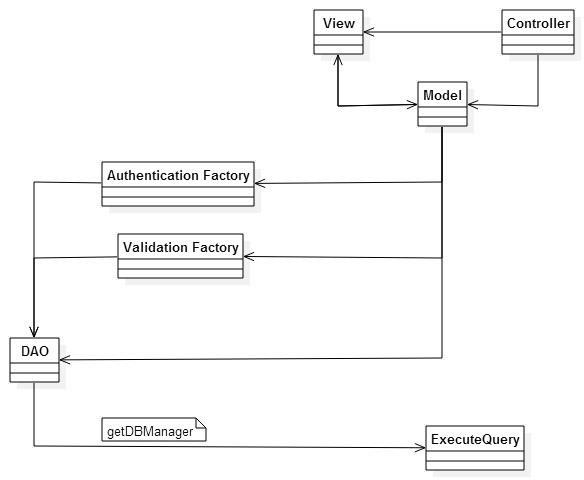 View
Controller
Model
Authentication Factory
Validation Factory
DAO
getDBManager
ExecuteQuery